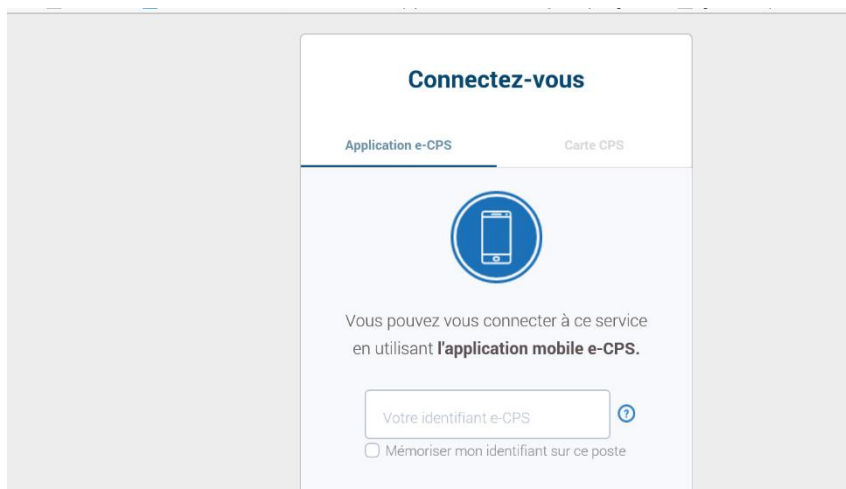 Connectez-vous
Application e-CPS
Carte CPS
Vous pouvez vous connecter à ce service
en utilisant l'application mobile e-CPS.
Votre identifiant e-CPS
?
Mémoriser mon identifiant sur ce poste